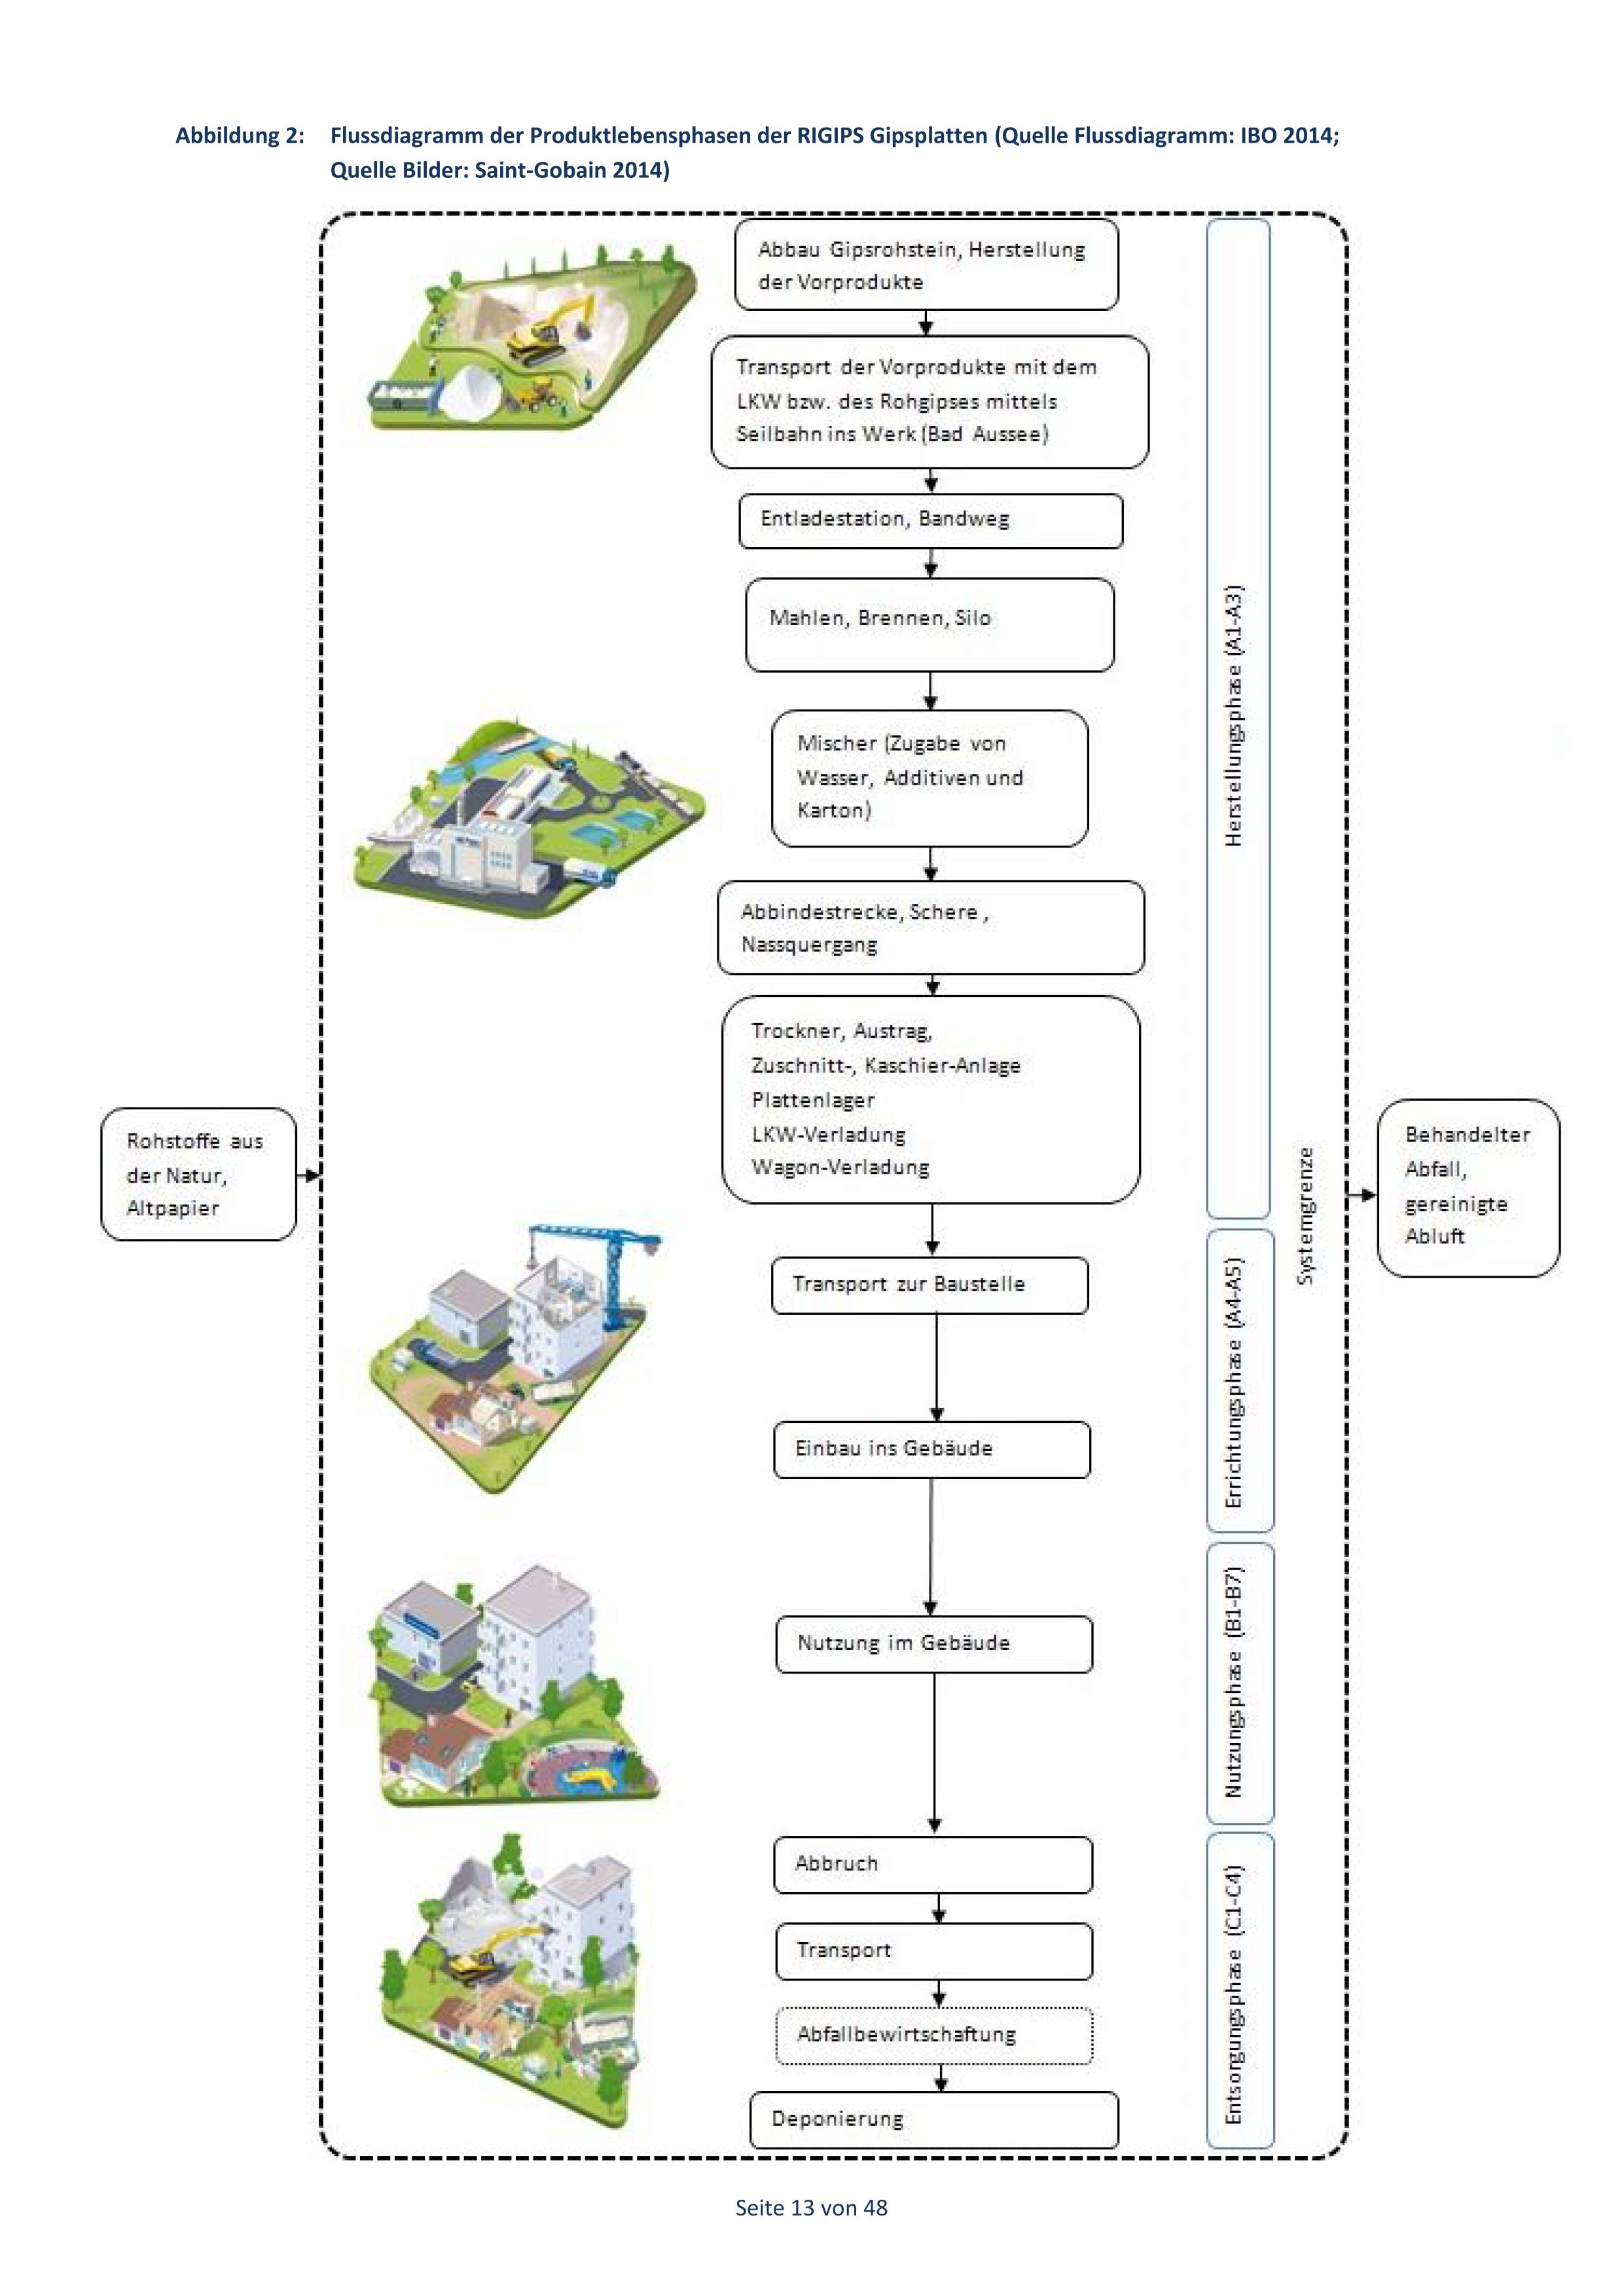 Abbildung 2: Flussdiagramm der Produktlebensphasen der RIGIPS Gipsplatten (Quelle Flussdiagramm: IBO 2014;
Quelle Bilder: Saint-Gobain 2014)
Abbau Gipsrohstein, Herstellung
der Vorprodukte
Transport der Vorprodukte mit dem
LKW bzw. des Rohgipses mittels
Seilbahn ins Werk (Bad Aussee)
Entladestation, Bandweg
Mahlen, Brennen, Silo
Mischer (Zugabe von
Wasser, Additiven und
Karton)
Abbindestrecke, Schere ,
Nassquergang
Trockner, Austrag,
Zuschnitt-, Kaschier-Anlage
Plattenlager
LKW-Verladung
Wagon-Verladung
Herstellungsphase (A1-A3)
Rohstoffe aus
der Natur,
Altpapier
Systemgrenze
Behandelter
Abfall,
gereinigte
Abluft
Transport zur Baustelle
Einbau ins Gebäude
Errichtungsphase (A4-A5)
Nutzung im Gebäude
Nutzungsphase (B1-B7)
Abbruch
Transport
Abfallbewirtschaftung
Deponierung
Entsorgungsphase (C1-C4)
Seite 13 von 48